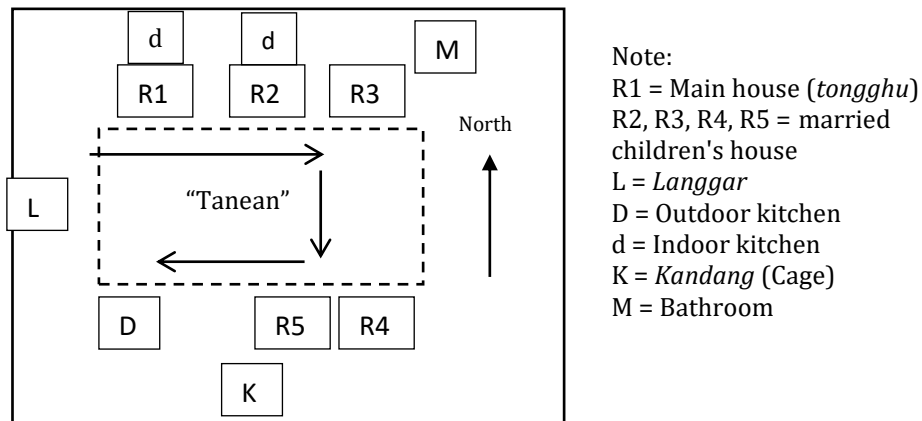 d
d
M
R1
R2
R3
North
“Tanean”
L
D
R5
R4
K
Note:
R1 = Main house (tongghu)
R2, R3, R4, R5 = married
children's house
L = Langgar
D = Outdoor kitchen
d = Indoor kitchen
K = Kandang (Cage)
M = Bathroom